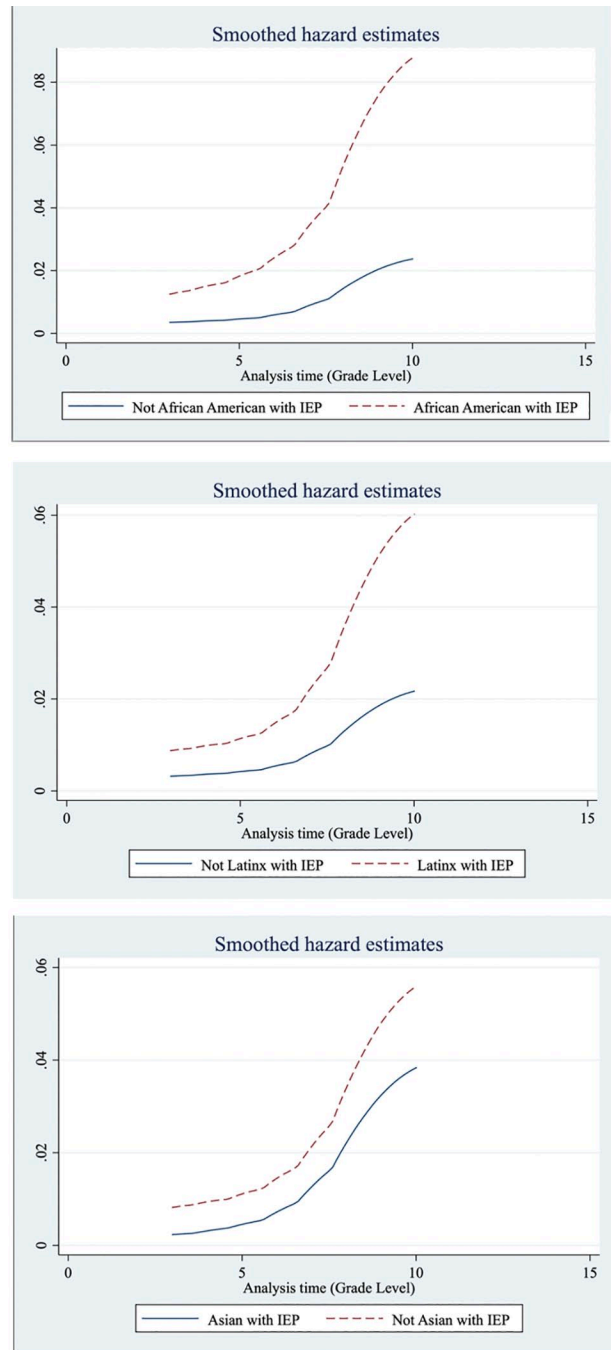 Smoothed hazard estimates
.08
.06
.04
.02
0
0 5 10 15
Analysis time (Grade Level)
Not African American with IEP African American with IEP
Smoothed hazard estimates
.06
.04
.02
0
0 5 10 15
Analysis time (Grade Level)
Not Latinx with IEP Latinx with IEP
Smoothed hazard estimates
.06
.04
.02
0
0 5 10 15
Analysis time (Grade Level)
Asian with IEP Not Asian with IEP